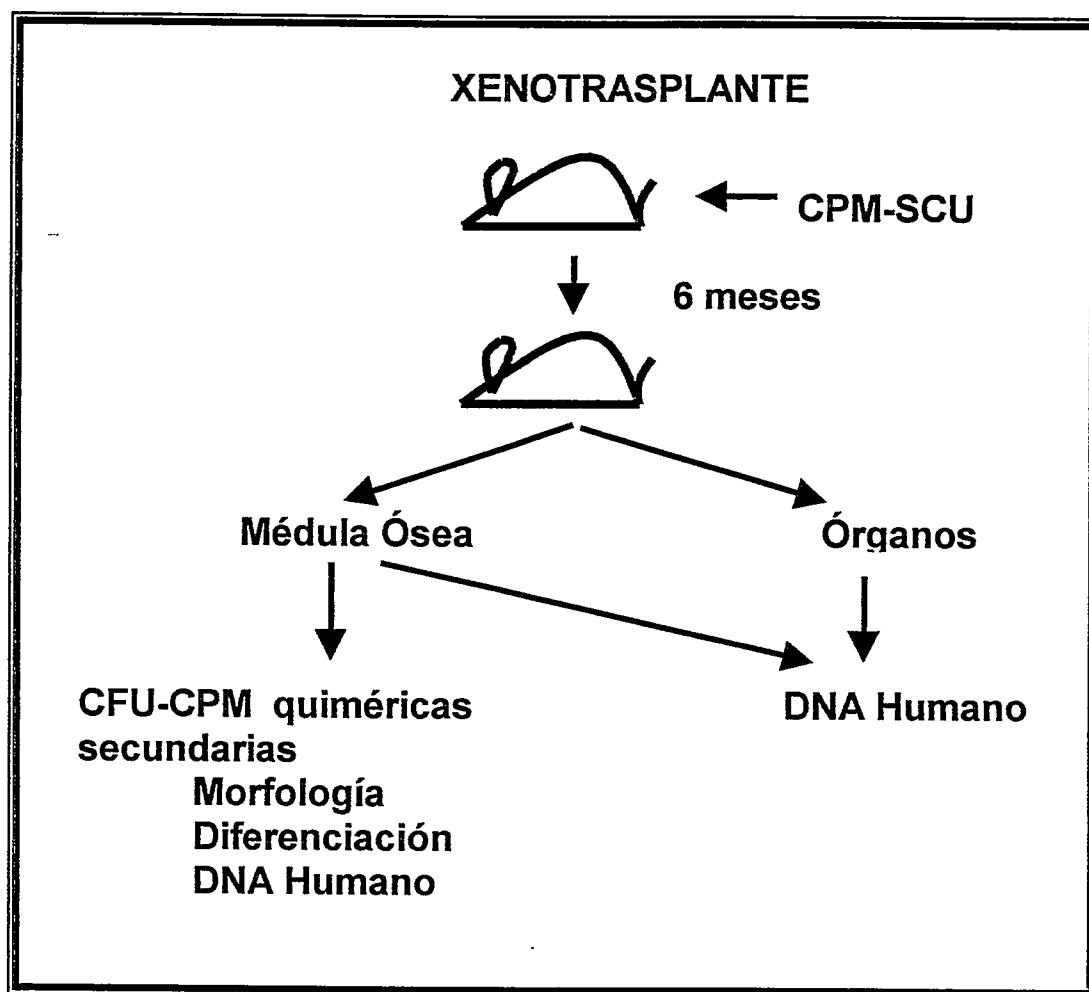 XENOTRASPLANTE
CPM-SCU
6 meses
Médula Ósea
Órganos
CFU-CPM quiméricas
secundarias
Morfología
Diferenciación
DNA Humano
DNA Humano